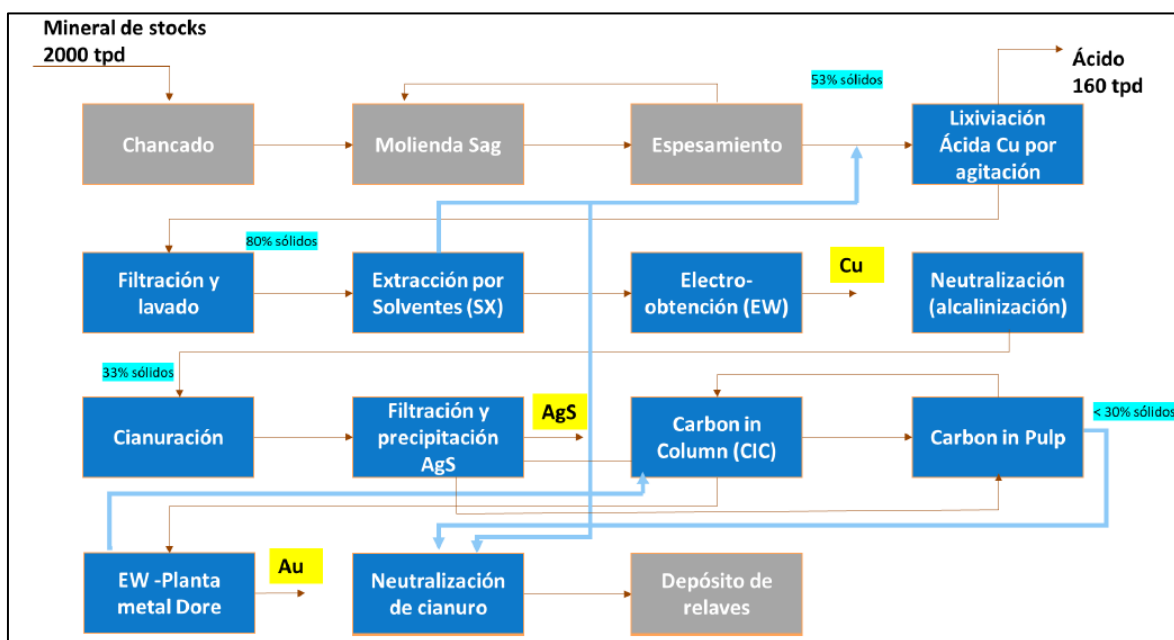 Mineral de stocks
2000 tpd
53% sólidos
Ácido
160 tpd
Chancado
Molienda Sag
Espesamiento
Lixiviación
Ácida Cu por
agitación
80% sólidos
Filtración y
lavado
Extracción por
Solventes (SX)
Electro-
obtención (EW)
Cu
Neutralización
(alcalinización)
33% sólidos
Cianuración
Filtración y
precipitación
AgS
AgS
Carbon in
Column (CIC)
Carbon in Pulp
< 30% sólidos
EW -Planta
metal Dore
Au
Neutralización
de cianuro
Depósito de
relaves